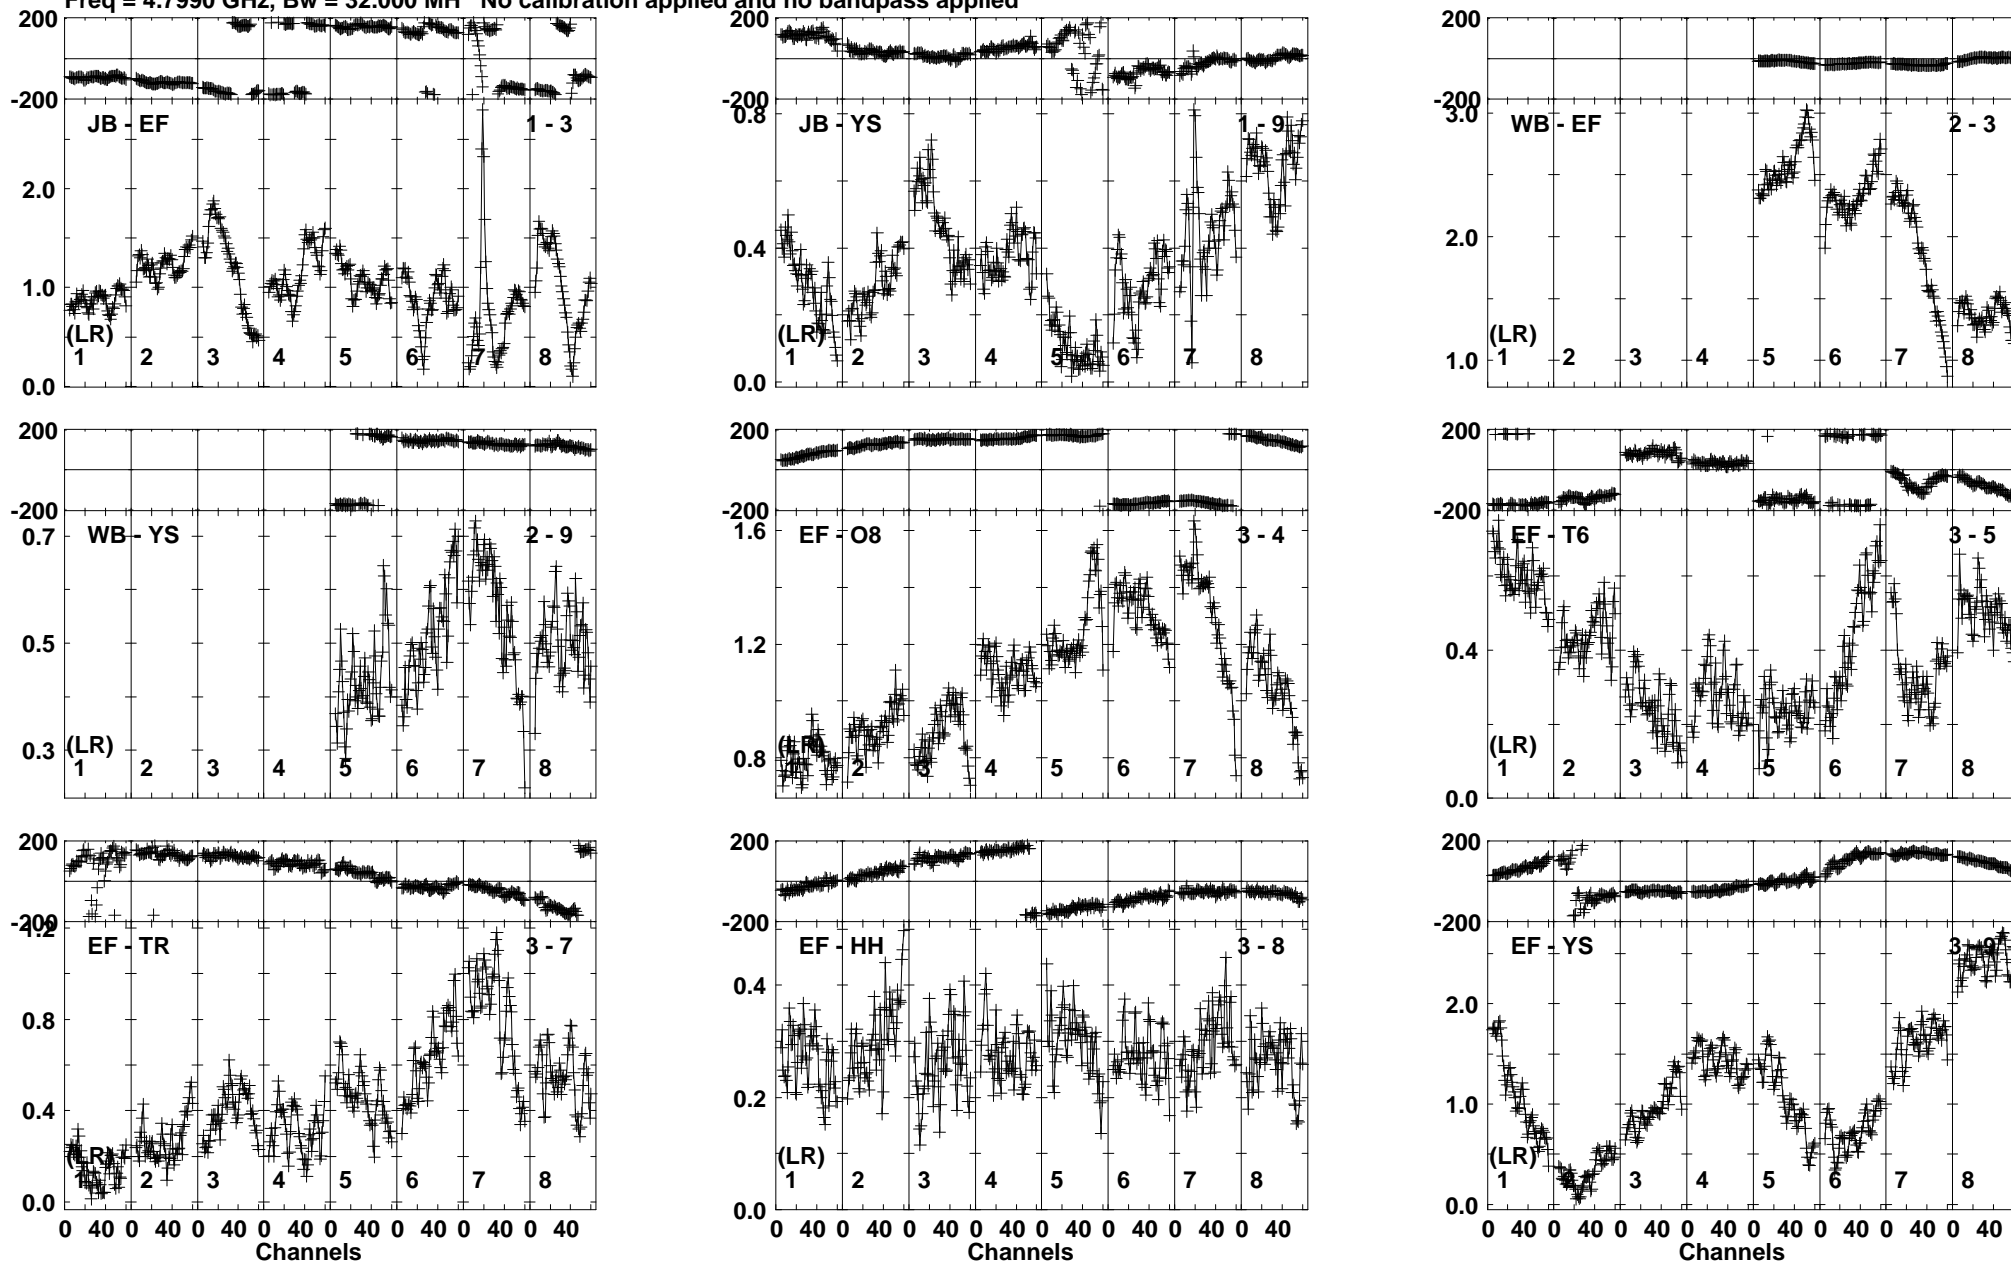 Freq = 4.7990 GHz, Bw = 32.000 MH No calibration applied and no bandpass applied
200 200 200
-200 -200 -200
JB - EF 1 - 3 JB - YS 1 - 9 WB - EF 2 - 3
2.0 1.0 0.0
0.8 0.4 0.0
3.0 2.0 1.0
(LR) (LR) (LR)
1 2 3 4 5 6 7 8 1 2 3 4 5 6 7 8 1 2 3 4 5 6 7 8
200 200 200
-200 -200 -200
WB - YS 2 - 9 EF - O8 3 - 4 EF - T6 3 - 5
0.7 0.5 0.3
1.6 1.2 0.8
0.4 0.0
(LR) (LR) (LR)
1 2 3 4 5 6 7 8 1 2 3 4 5 6 7 8 1 2 3 4 5 6 7 8
200 200 200
-200 -200 -200
EF - TR 3 - 7 EF - HH 3 - 8 EF - YS 3 - 9
1.2 0.8 0.4 0.0
0.4 0.2 0.0
2.0 1.0 0.0
(LR) (LR) (LR)
1 2 3 4 5 6 7 8 1 2 3 4 5 6 7 8 1 2 3 4 5 6 7 8
0 40 0 40 0 40 0 40 0 40 0 40 0 40 0 40 0 40 0 40 0 40 0 40 0 40 0 40 0 40 0 40 0 40 0 40 0 40 0 40 0 40 0 40 0 40 0 40
Channels Channels Channels